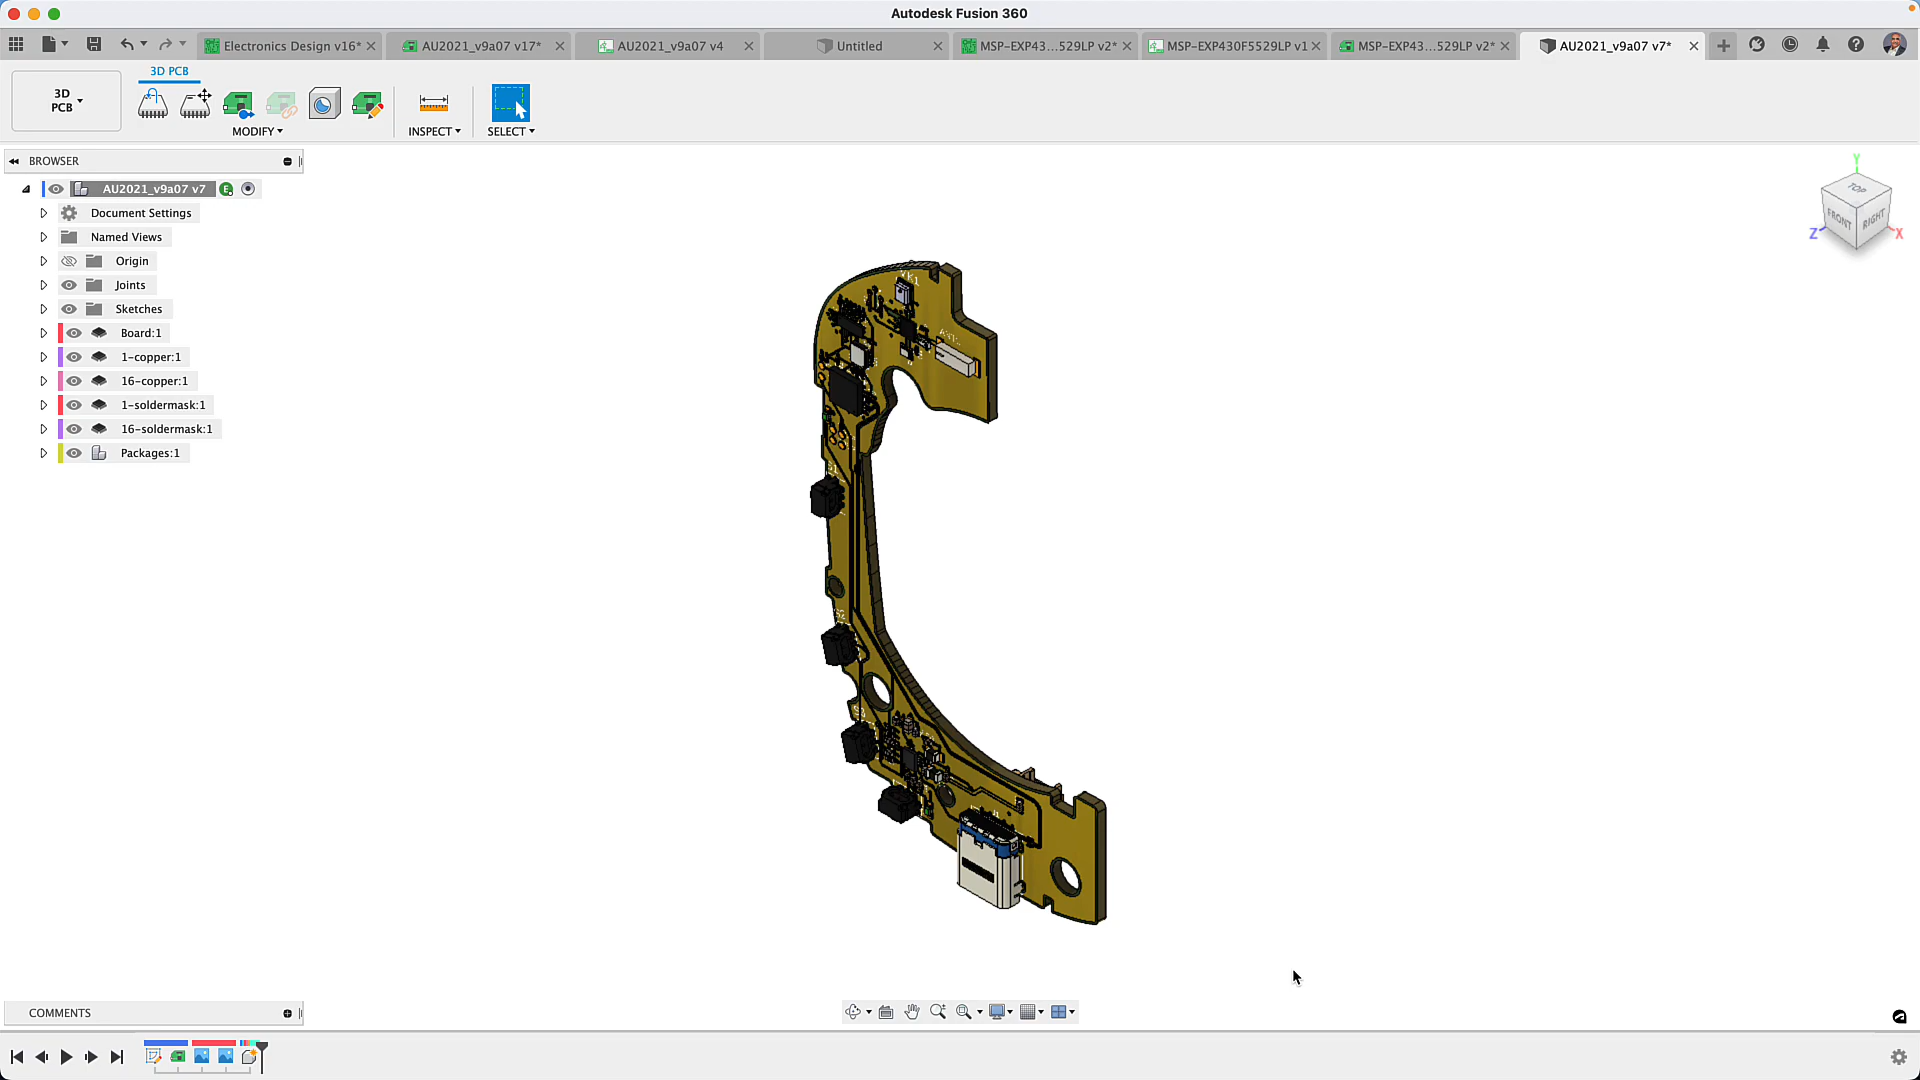 Autodesk Fusion 360
Electronics Design v16*
AU2021_v9a07 v17*
AU2021_v9a07 v4
Untitled
MSP-EXP43...529LP v2*
MSP-EXP430F5529LP v1
MSP-EXP43...529LP v2*
AU2021_v9a07 v7*
3D PCB
3D
PCB
MODIFY
INSPECT
SELECT
BROWSER
AU2021_v9a07 v7
E
Document Settings
Named Views
Origin
Joints
Sketches
Board:1
1-copper:1
16-copper:1
1-soldermask:1
16-soldermask:1
Packages:1
Y
TOP
FRONT
RIGHT
Z
X
COMMENTS